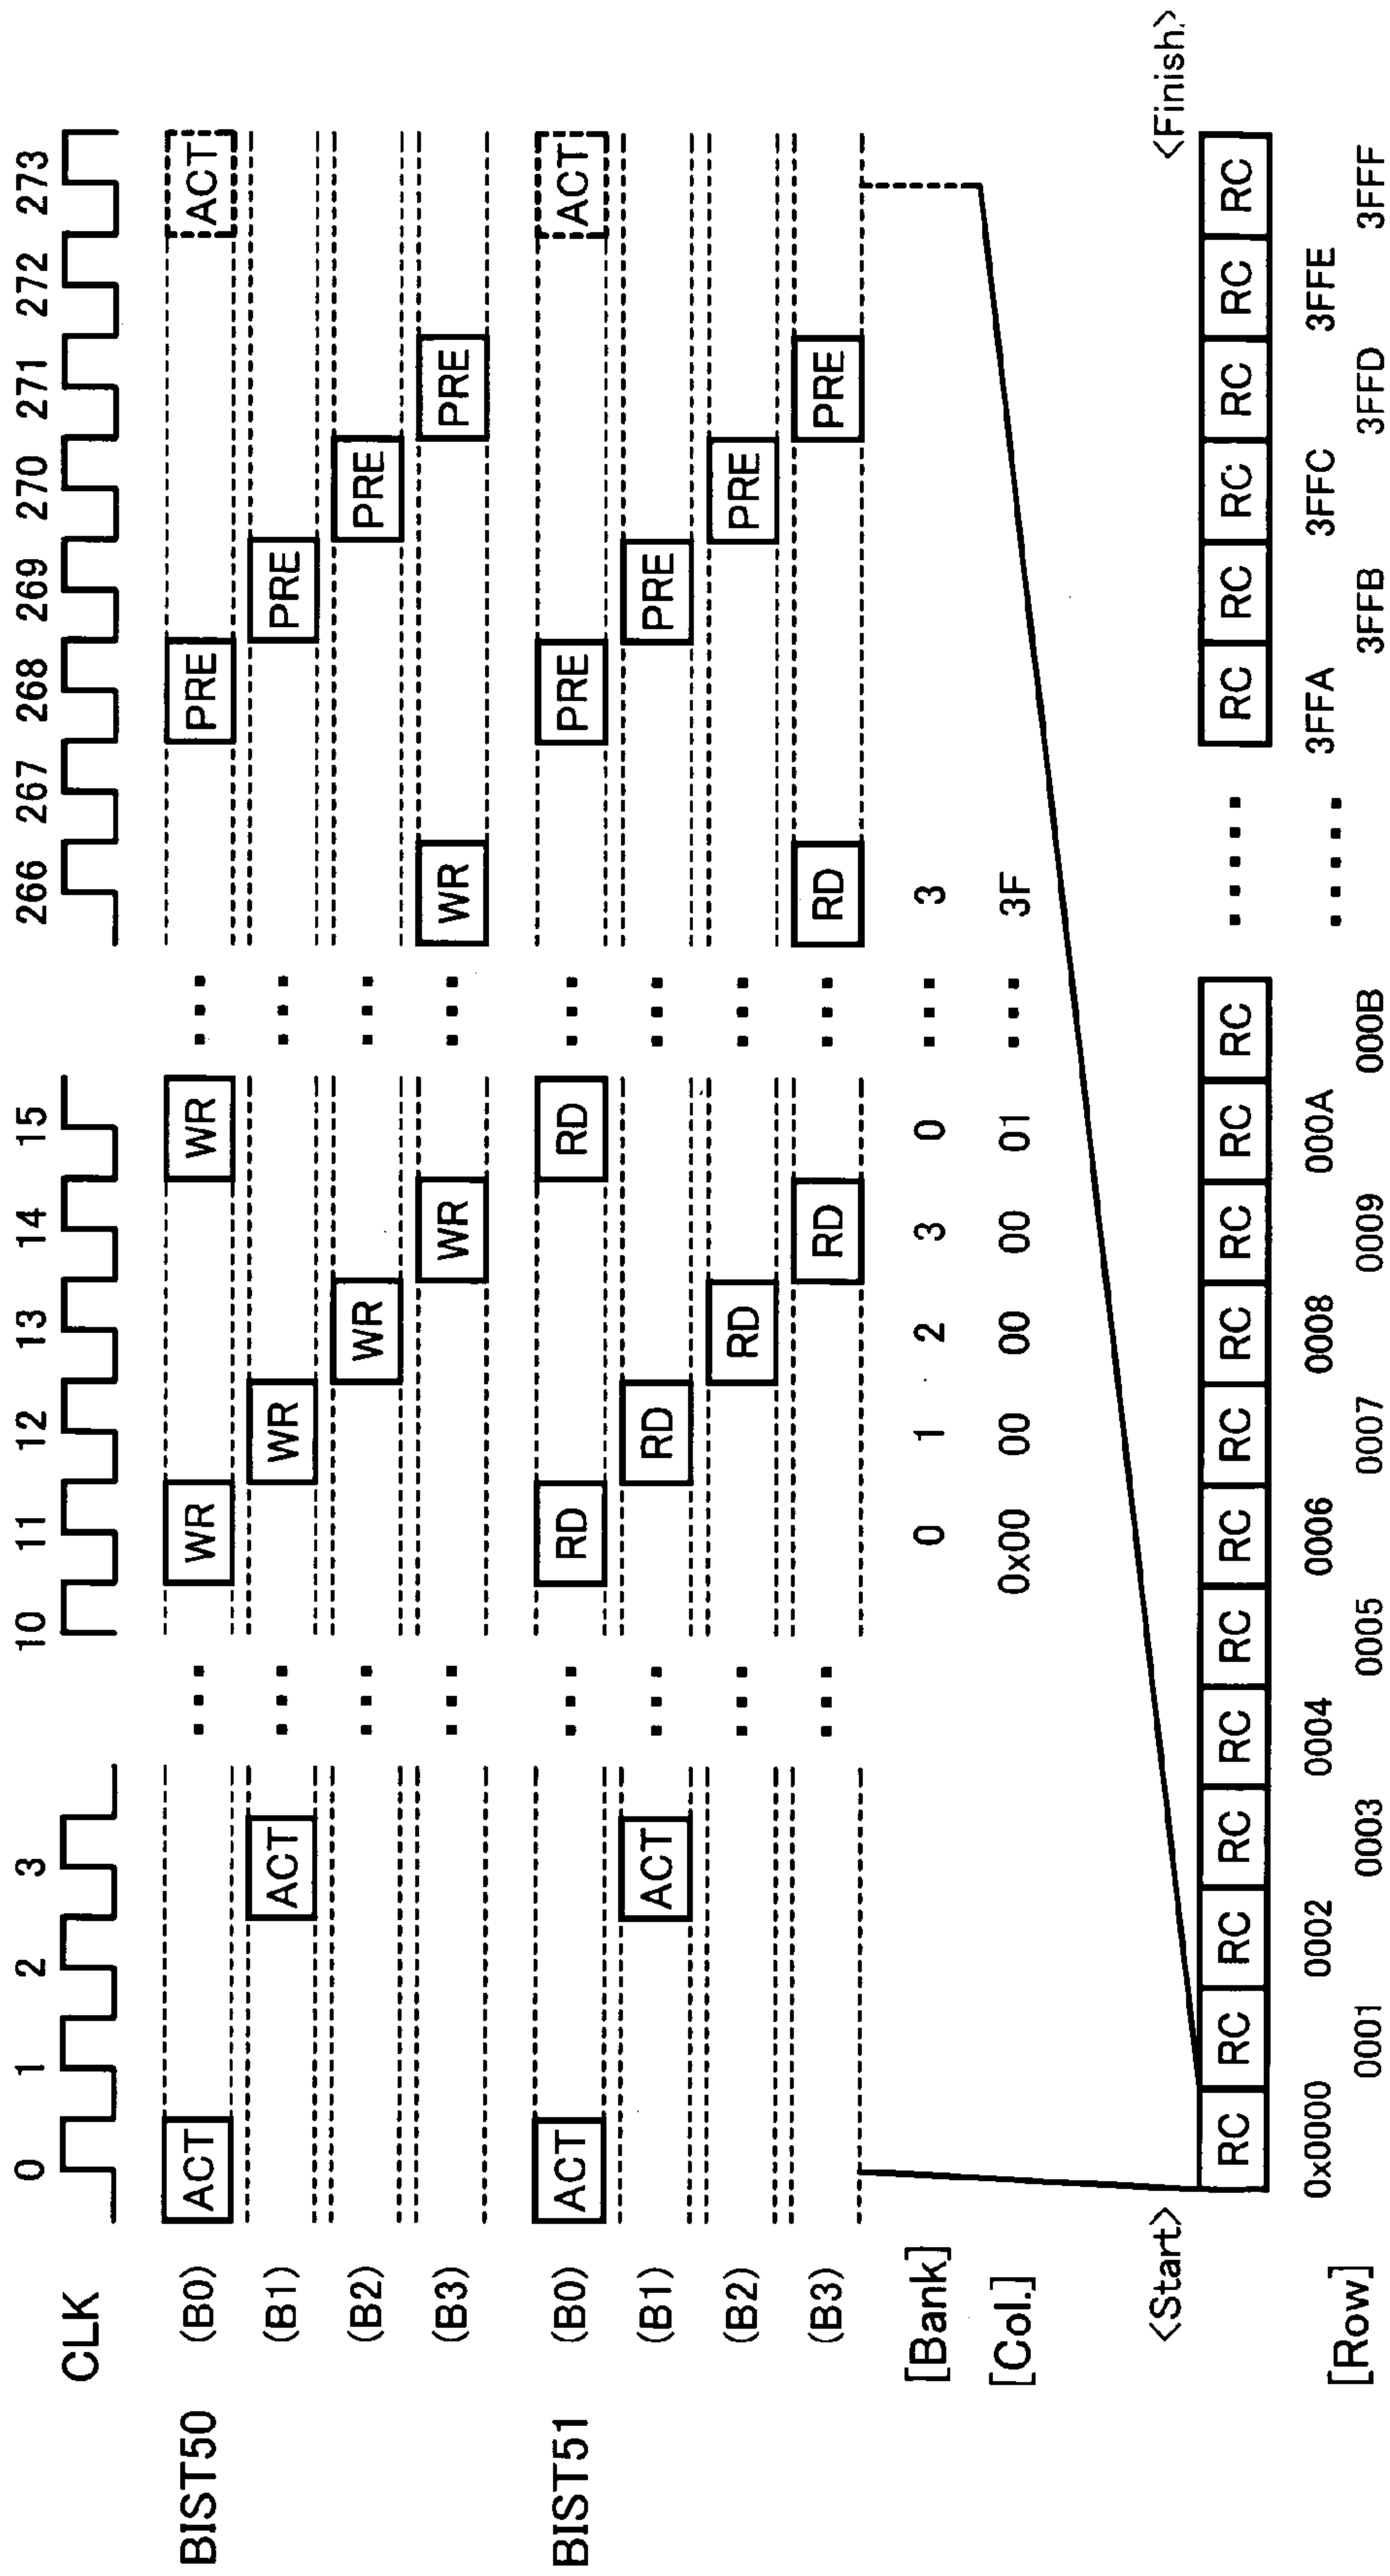 CLK 0 1 2 3 10 11 12 13 14 15 266 267 268 269 270 271 272 273
BIST50 (B0) ACT ... WR WR ... PRE ACT
(B1) ACT ... WR ... PRE
(B2) ... WR ... PRE
(B3) ... WR ... WR PRE
BIST51 (B0) ACT ... RD RD ... PRE ACT
(B1) ACT ... RD ... PRE
(B2) ... RD ... PRE
(B3) ... RD ... RD PRE
[Bank] 0 1 2 3 0 ... 3
[Col.] 0x00 00 00 00 01 ... 3F
<Start> <Finish>
RC RC RC RC RC RC RC RC RC RC RC RC ..... RC RC RC RC RC RC
[Row] 0x0000 0001 0002 0003 0004 0005 0006 0007 0008 0009 000A 000B ..... 3FFA 3FFB 3FFC 3FFD 3FFE 3FFF